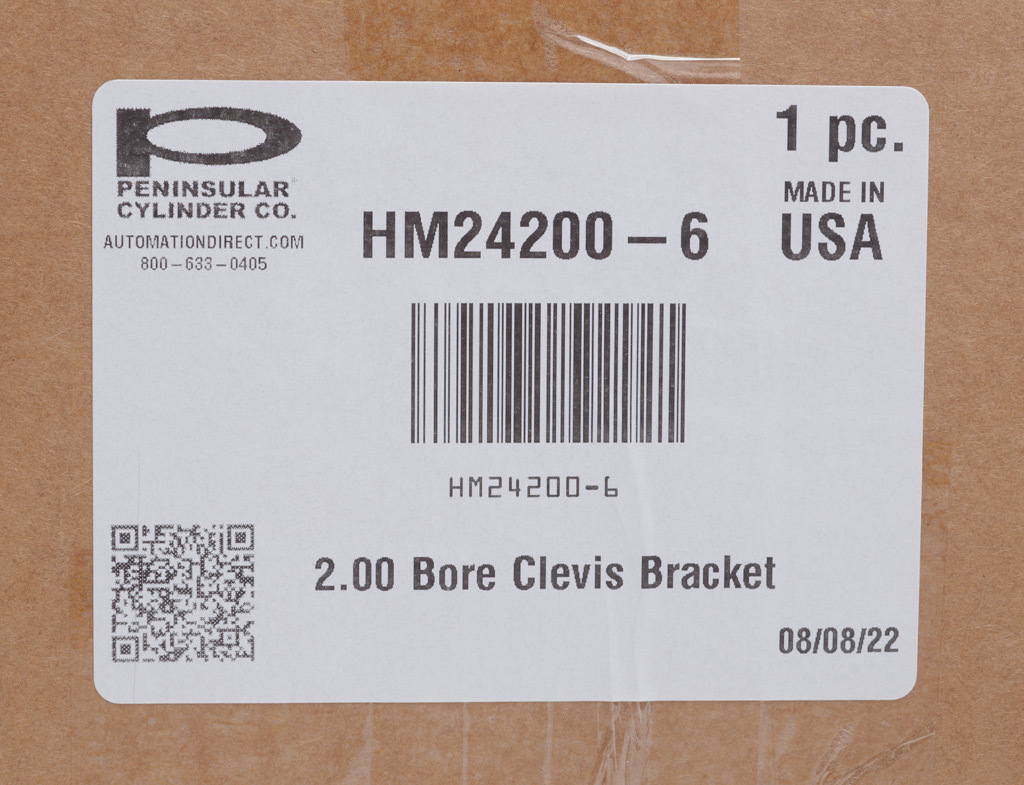 PENINSULAR
CYLINDER CO.
AUTOMATIONDIRECT.COM
800-633-0405
1 pc.
MADE IN
USA
HM24200-6
HM24200-6
2.00 Bore Clevis Bracket
08/08/22